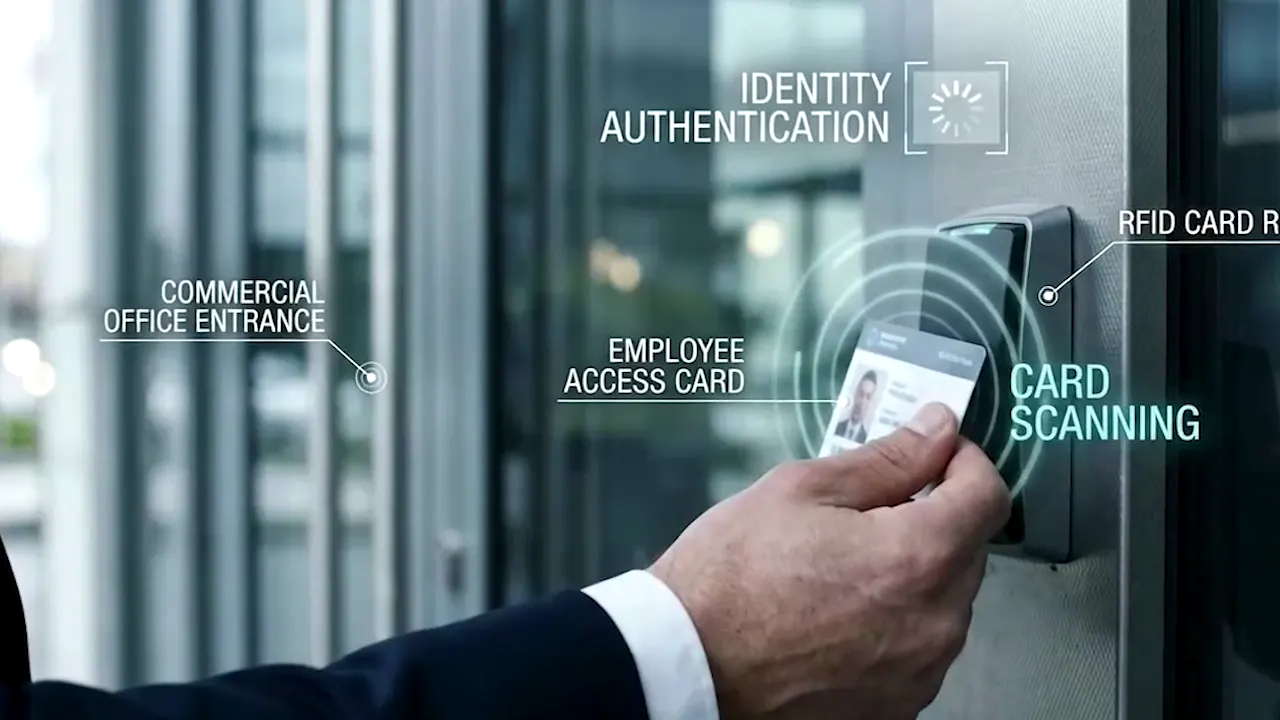 IDENTITY
AUTHENTICATION
RFID CARD R
COMMERCIAL
OFFICE ENTRANCE
EMPLOYEE
ACCESS CARD
CARD
SCANNING